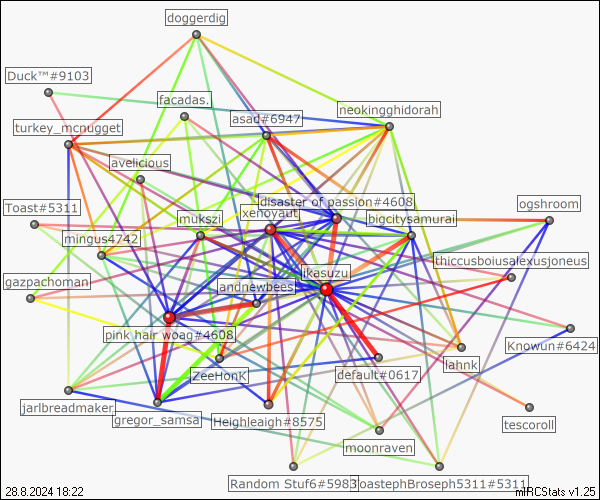 doggerdig
Duck™#9103
facadas.
neokingghidorah
asad#6947
turkey_mcnugget
avelicious
disaster of passion#4608
ogshroom
Toast#5311
xenoyaut
bigcitysamurai
mukszi
mingus4742
thiccusboiusalexusjoneus
jikasuzu
gazpachoman
andnewbees
pink hair woag#4608
Knowun#6424
lahnk
ZeeHonK
default#0617
jarlbreadmaker
gregor_samsa
Heighleigh#8575
tescoroll
moonraven
Random Stuf6#5983
JoastephBroseph5311#5311
28.8.2024 18:22
mIRCStats v1.25